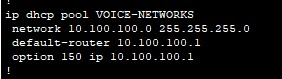 !
ip dhcp pool VOICE-NETWORKS
network 10.100.100.0 255.255.255.0
default-router 10.100.100.1
option 150 ip 10.100.100.1
!